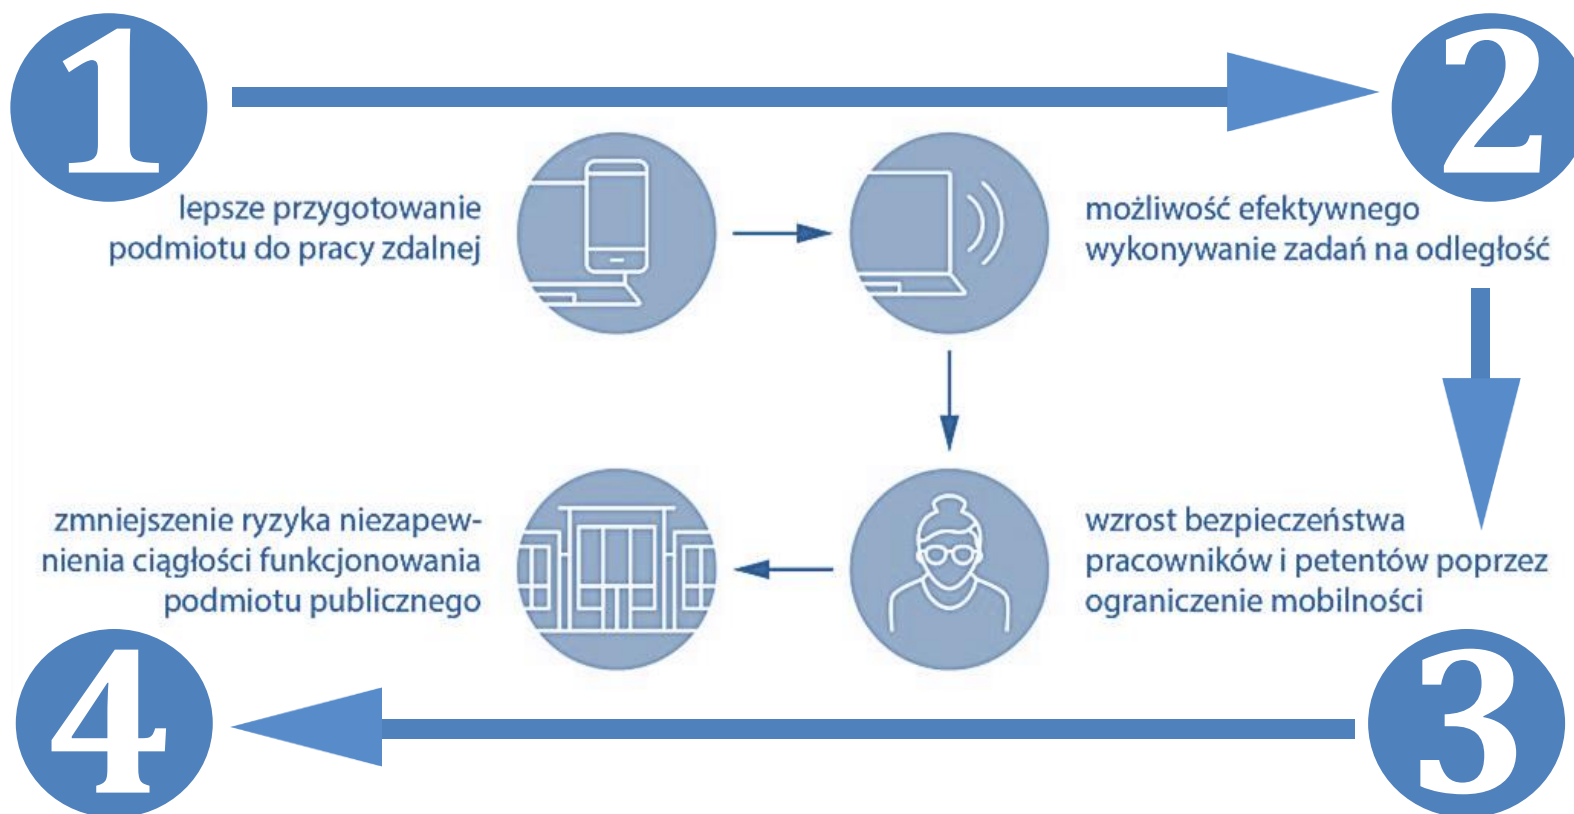 1
2
lepsze przygotowanie
podmiotu do pracy zdalnej
możliwość efektywnego
wykonywanie zadań na odległość
zmniejszenie ryzyka niezapew-
nienia ciągłości funkcjonowania
podmiotu publicznego
wzrost bezpieczeństwa
pracowników i petentów poprzez
ograniczenie mobilności
4
3